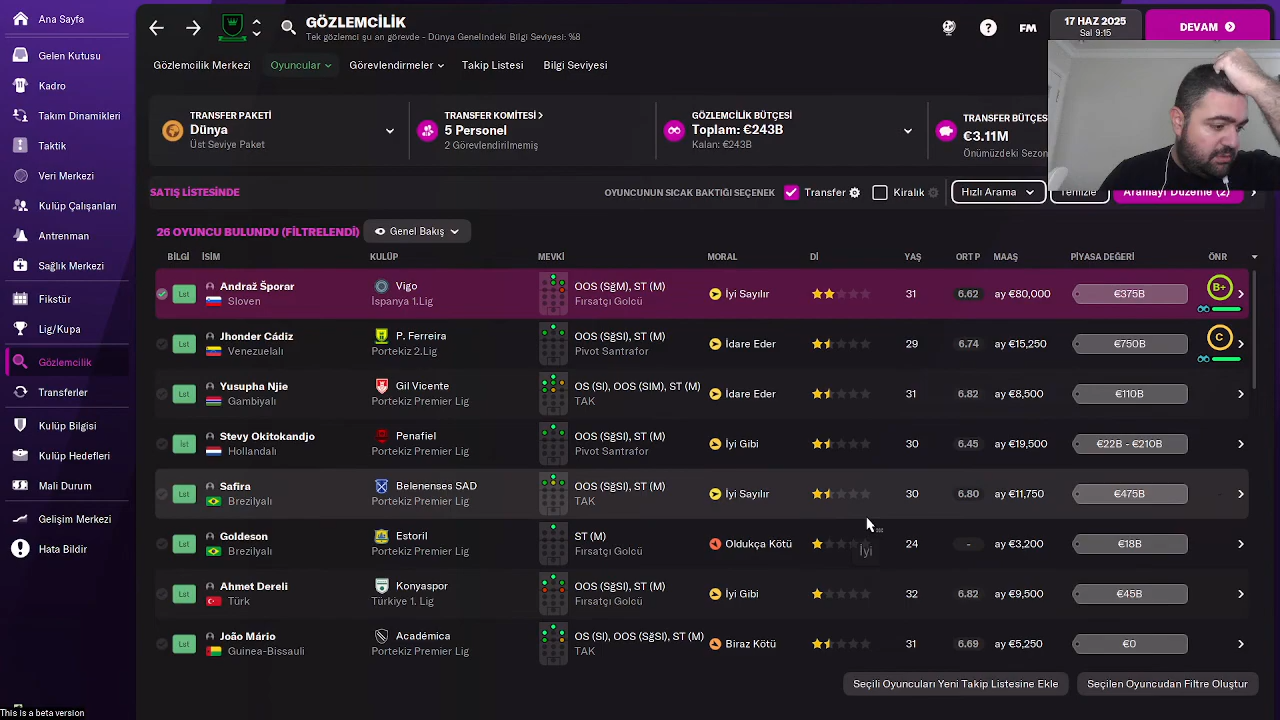 Ana Sayfa
Gelen Kutusu
Kadro
Takım Dinamikleri
Taktik
Veri Merkezi
Kulüp Çalışanları
Antrenman
Sağlık Merkezi
Fikstür
Lig/Kupa
Gözlemcilik
Transferler
Kulüp Bilgisi
Kulüp Hedefleri
Mali Durum
Gelişim Merkezi
Hata Bildir
This is a beta version
GÖZLEMCİLİK
Tek gözlemci şu an görevde - Dünya Genelindeki Bilgi Seviyesi: %8
FM
17 HAZ 2025
Sal 9:15
DEVAM
Gözlemcilik Merkezi Oyuncular Görevlendirmeler Takip Listesi Bilgi Seviyesi
TRANSFER PAKETİ
Dünya
Üst Seviye Paket
TRANSFER KOMİTESİ
5 Personel
2 Görevlendirilmemiş
GÖZLEMCİLİK BÜTÇESİ
Toplam: €243B
Kalan: €243B
TRANSFER BÜTÇES
€3.11M
Önümüzdeki Sezon
SATIŞ LİSTESİNDE OYUNCUNUN SICAK BAKTIĞI SEÇENEK Transfer Kiralık Hızlı Arama Temizle Aramayı Düzenle (2)
26 OYUNCU BULUNDU (FİLTRELENDİ) Genel Bakış
BİLGİ İSİM KULÜP MEVKİ MORAL Dİ YAŞ ORT P MAAŞ PİYASA DEĞERİ ÖNR
Lst Andraž Šporar Vigo OOS (SğM), ST (M) İyi Sayılır 31 6.62 ay €80,000 €375B B+
Sloven İspanya 1.Lig Fırsatçı Golcü
Lst Jhonder Cádiz P. Ferreira OOS (SğSl), ST (M) İdare Eder 29 6.74 ay €15,250 €750B C
Venezuelalı Portekiz 2.Lig Pivot Santrafor
Lst Yusupha Njie Gil Vicente OS (Sl), OOS (SlM), ST (M) İdare Eder 31 6.82 ay €8,500 €110B
Gambiyalı Portekiz Premier Lig TAK
İst Stevy Okitokandjo Penafiel OOS (SğSl), ST (M) İyi Gibi 30 6.45 ay €19,500 €22B - €210B
Hollandalı Portekiz Premier Lig Pivot Santrafor
Lst Safira Belenenses SAD OOS (SğSl), ST (M) İyi Sayılır 30 6.80 ay €11,750 €475B
Brezilyalı Portekiz Premier Lig TAK
Lst Goldeson Estoril ST (M) Oldukça Kötü 24 - ay €3,200 €18B
Brezilyalı Portekiz Premier Lig Fırsatçı Golcü
İyi
Lst Ahmet Dereli Konyaspor OOS (SğSl), ST (M) İyi Gibi 32 6.82 ay €9,500 €45B
Türk Türkiye 1. Lig Fırsatçı Golcü
Lst João Mário Académica OS (Sl), OOS (SğSl), ST (M) Biraz Kötü 31 6.69 ay €5,250 €0
Guinea-Bissauli Portekiz Premier Lig TAK
Seçili Oyuncuları Yeni Takip Listesine Ekle Seçilen Oyuncudan Filtre Oluştur